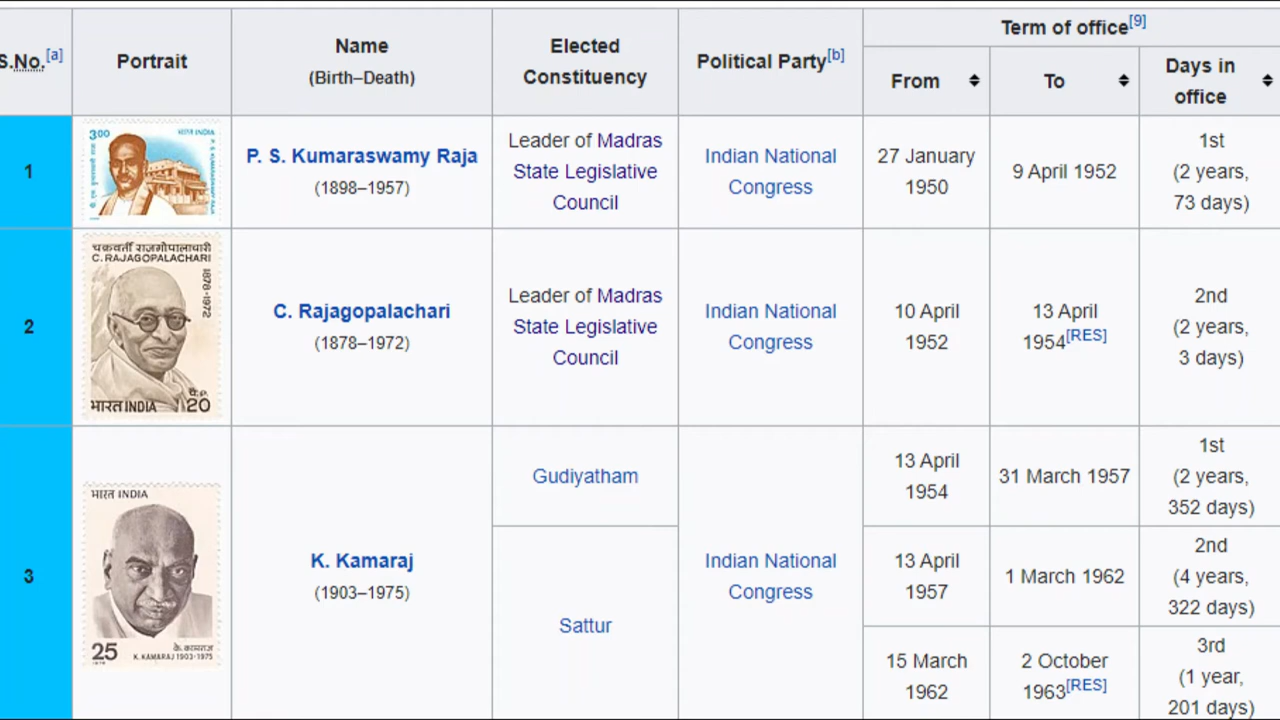 S.No.[a]
Portrait
Name
(Birth–Death)
Elected
Constituency
Political Party[b]
Term of office[9]
From
To
Days in
office
1
3.00
भारत INDIA
P. S. Kumaraswamy Raja
(1898–1957)
Leader of Madras
State Legislative
Council
Indian National
Congress
27 January
1950
9 April 1952
1st
(2 years,
73 days)
2
चक्रवर्ती राजगोपालाचारी
C. RAJAGOPALACHARI
1878-1972
भारत INDIA 20
C. Rajagopalachari
(1878–1972)
Leader of Madras
State Legislative
Council
Indian National
Congress
10 April
1952
13 April
1954[RES]
2nd
(2 years,
3 days)
3
भारत INDIA
25
के. कामराज
K. KAMARAJ 1903-1975
K. Kamaraj
(1903–1975)
Gudiyatham
Sattur
Indian National
Congress
13 April
1954
31 March 1957
1st
(2 years,
352 days)
13 April
1957
1 March 1962
2nd
(4 years,
322 days)
15 March
1962
2 October
1963[RES]
3rd
(1 year,
201 days)